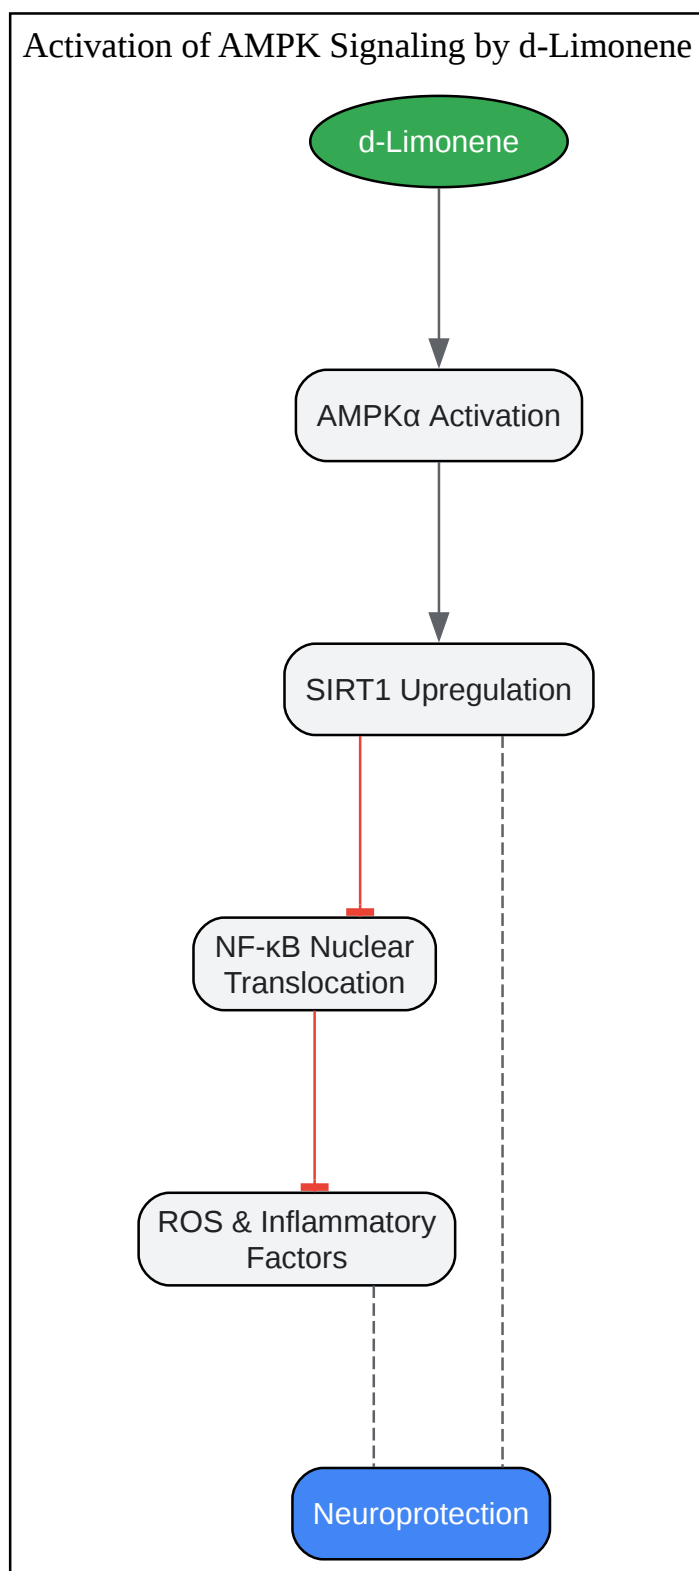 Activation of AMPK Signaling by d-Limonene
d-Limonene
AMPKα Activation
SIRT1 Upregulation
NF-κB Nuclear
Translocation
ROS & Inflammatory
Factors
Neuroprotection